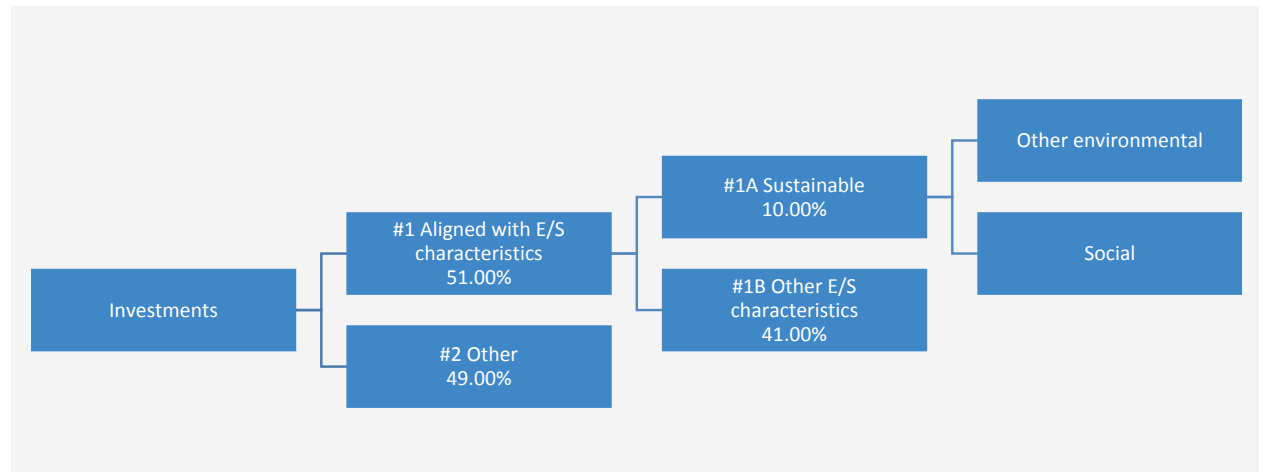 Investments
#1 Aligned with E/S
characteristics
51.00%
#2 Other
49.00%
#1A Sustainable
10.00%
#1B Other E/S
characteristics
41.00%
Other environmental
Social